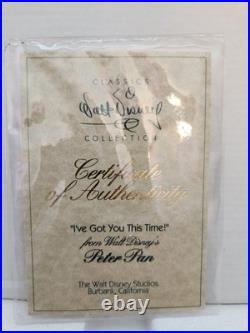 CLASSICS
Walt Disney
COLLECTION
Certificate
of Authenticity
"I've Got You This Time!"
from Walt Disney's
Peter Pan
The Walt Disney Studios
Burbank, California